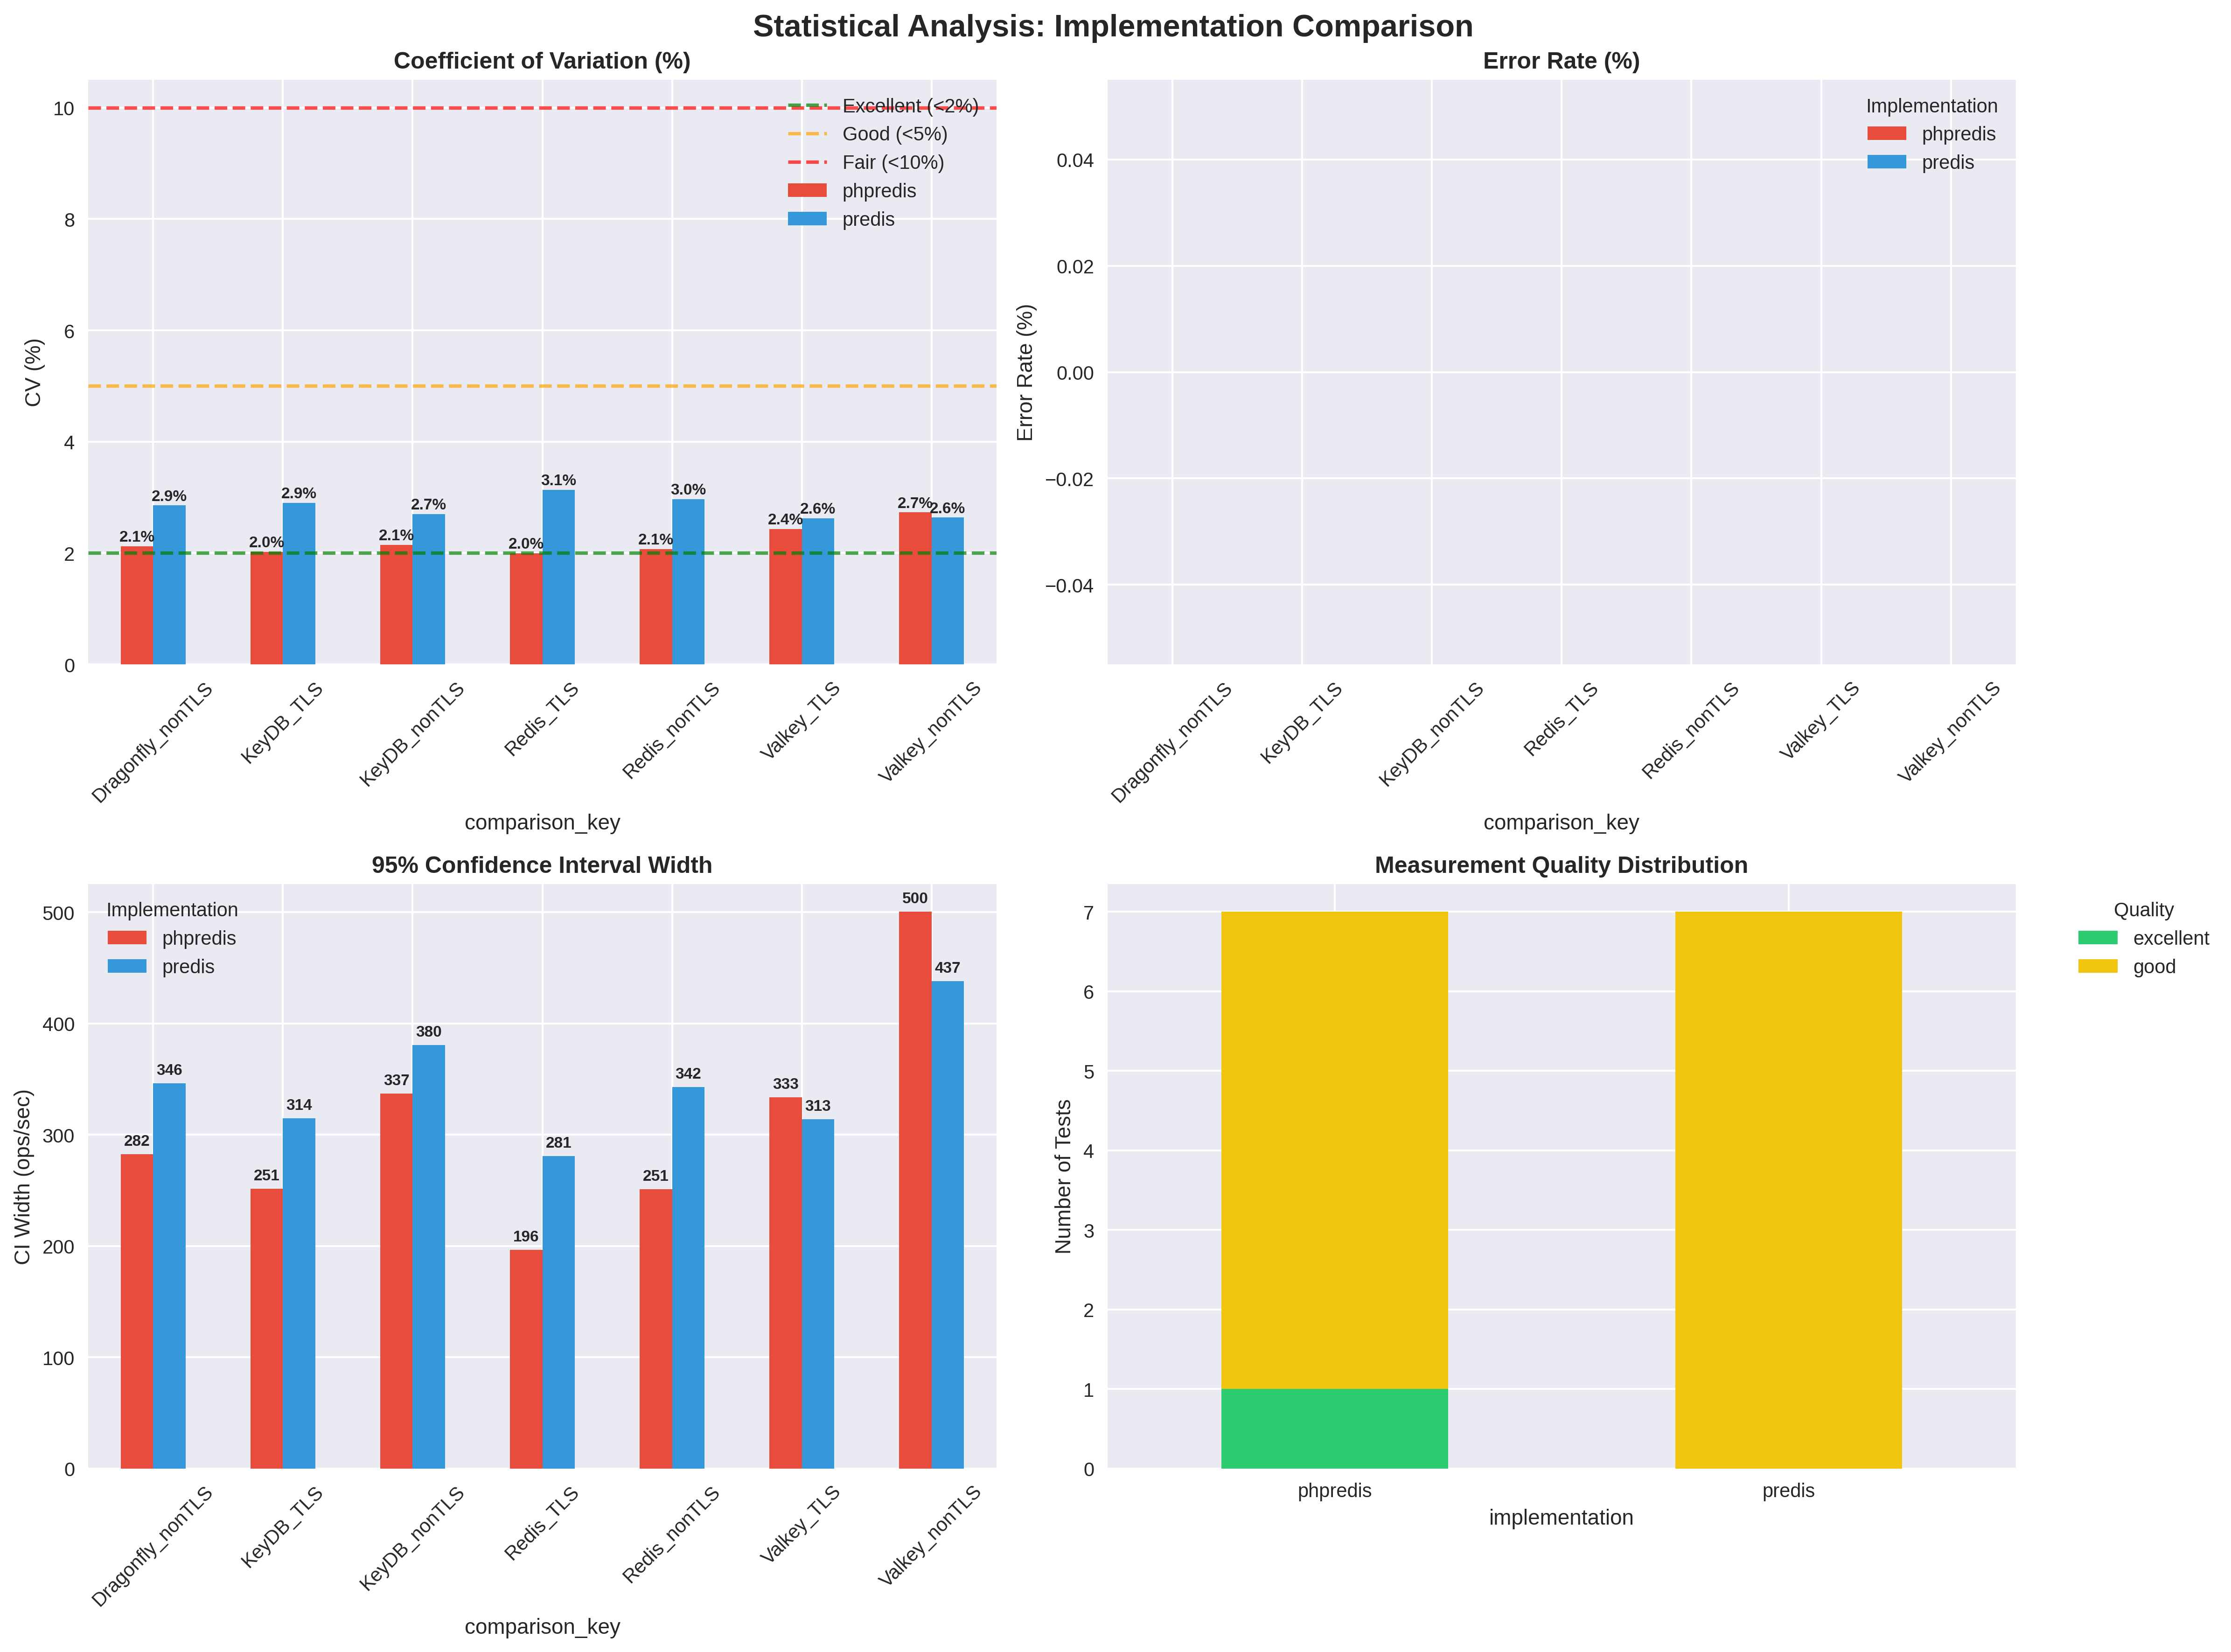 Statistical Analysis: Implementation Comparison
Coefficient of Variation (%)
CV (%)
10
8
6
4
2
0
Excellent (<2%)
Good (<5%)
Fair (<10%)
phpredis
predis
2.1%
2.9%
2.0%
2.9%
2.1%
2.7%
2.0%
3.1%
2.1%
3.0%
2.4%
2.6%
2.7%
2.6%
Dragonfly_nonTLS
KeyDB_TLS
KeyDB_nonTLS
Redis_TLS
Redis_nonTLS
Valkey_TLS
Valkey_nonTLS
comparison_key
Error Rate (%)
Error Rate (%)
0.04
0.02
0.00
−0.02
−0.04
Implementation
phpredis
predis
Dragonfly_nonTLS
KeyDB_TLS
KeyDB_nonTLS
Redis_TLS
Redis_nonTLS
Valkey_TLS
Valkey_nonTLS
comparison_key
95% Confidence Interval Width
CI Width (ops/sec)
500
400
300
200
100
0
Implementation
phpredis
predis
282
346
251
314
337
380
196
281
251
342
333
313
500
437
Dragonfly_nonTLS
KeyDB_TLS
KeyDB_nonTLS
Redis_TLS
Redis_nonTLS
Valkey_TLS
Valkey_nonTLS
comparison_key
Measurement Quality Distribution
Number of Tests
7
6
5
4
3
2
1
0
phpredis
predis
implementation
Quality
excellent
good